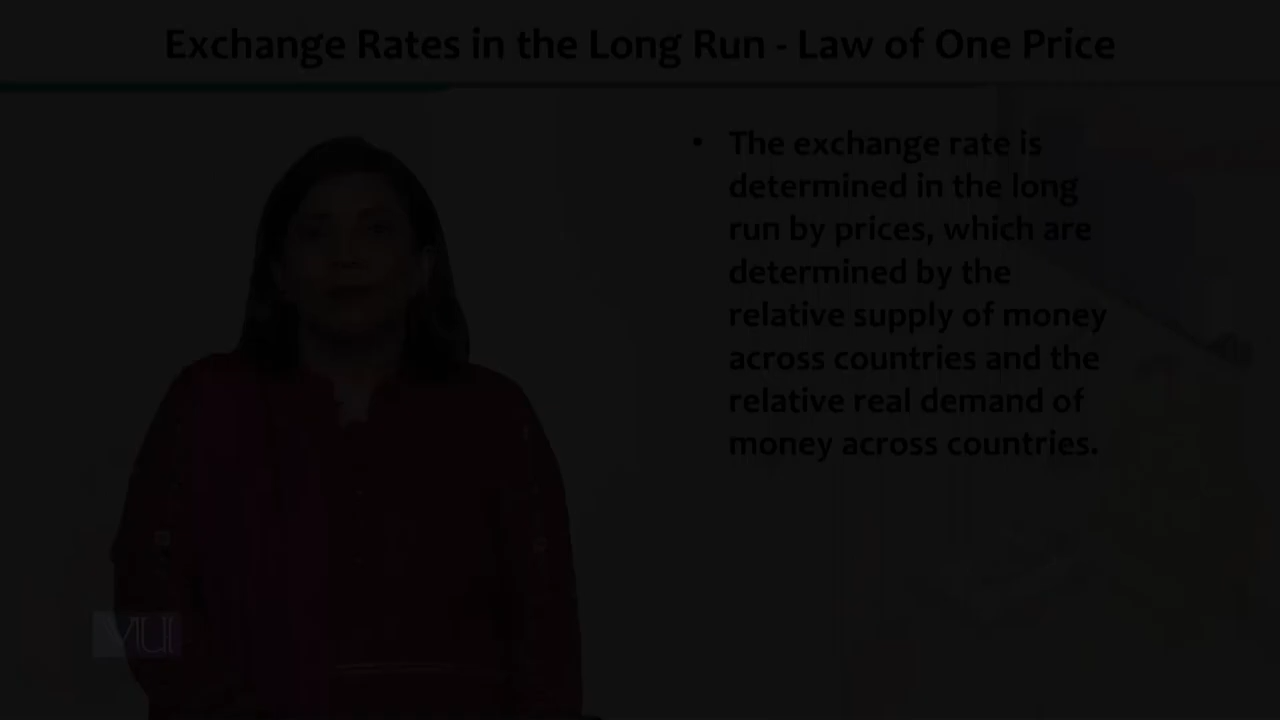 Exchange Rates in the Long Run - Law of One Price
• The exchange rate is
determined in the long
run by prices, which are
determined by the
relative supply of money
across countries and the
relative real demand of
money across countries.
VU